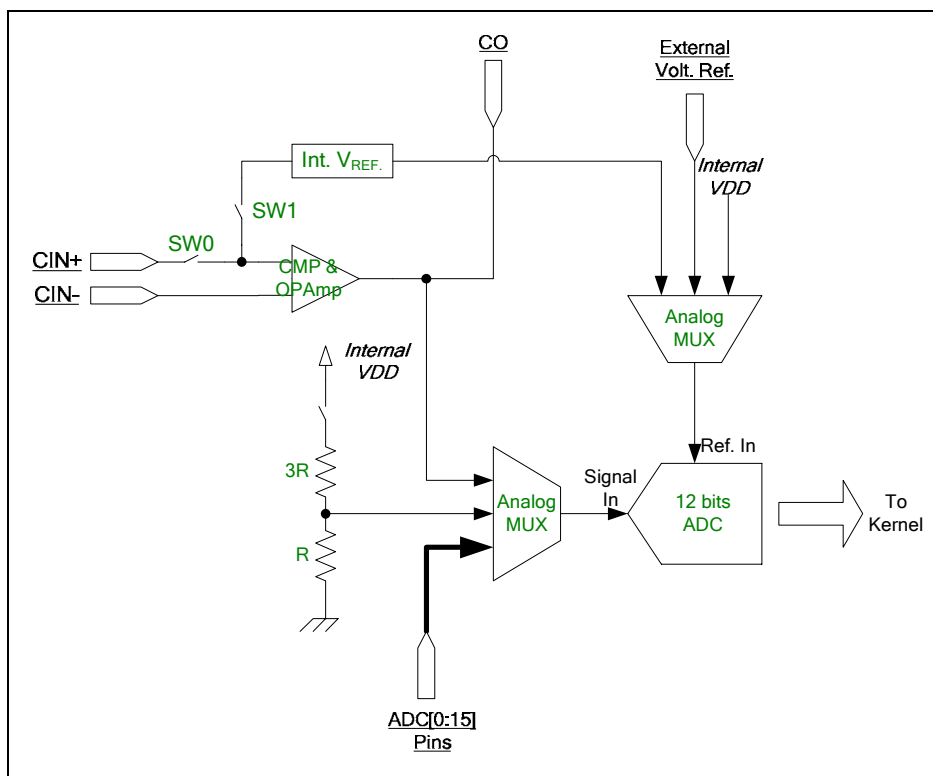 CO
External
Volt. Ref.
Int. VREF.
Internal
VDD
SW1
SW0
CIN+
CMP &
OPAmp
CIN-
Analog
MUX
Internal
VDD
Ref. In
3R
Signal
In
Analog
MUX
12 bits
ADC
To
Kernel
R
ADC[0:15]
Pins